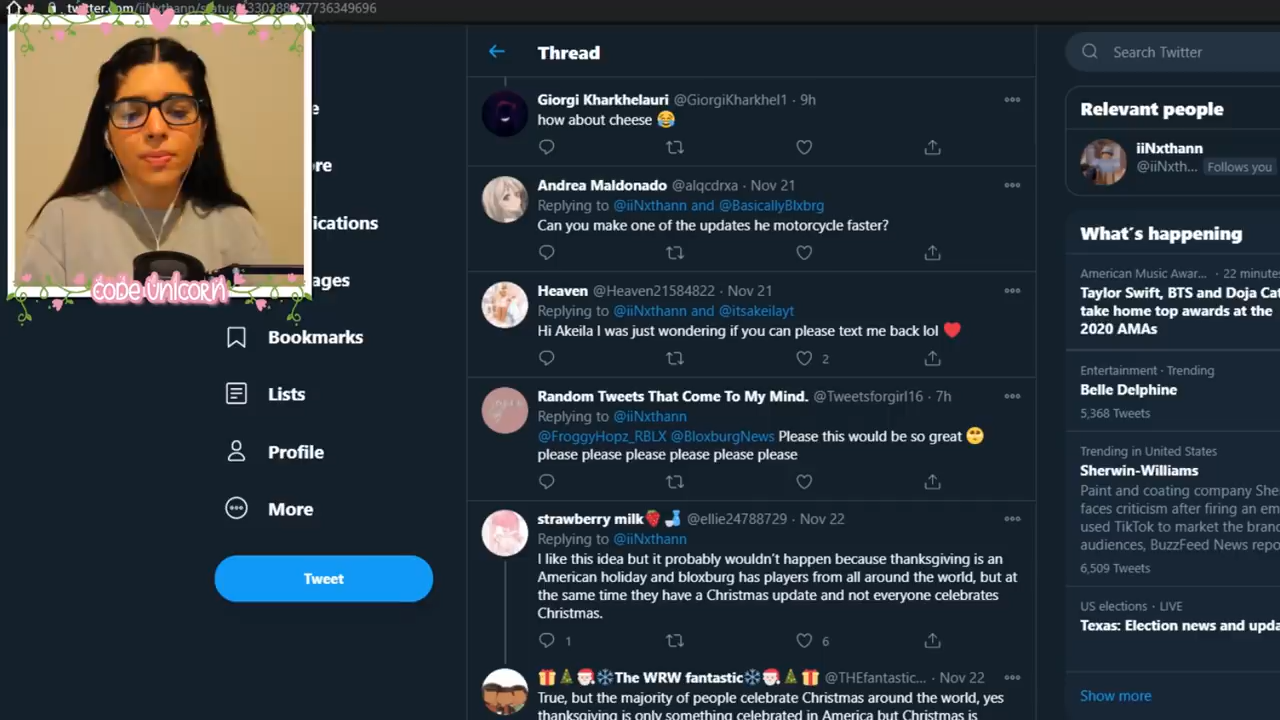 twitter.com/iiNxthann/status
Thread
Search Twitter
Giorgi Kharkhelauri @GiorgiKharkhel1 · 9h
how about cheese 😂
Andrea Maldonado @alqcdrxa · Nov 21
Replying to @iiNxthann and @BasicallyBlxbrg
Can you make one of the updates he motorcycle faster?
Heaven @Heaven21584822 · Nov 21
Replying to @iiNxthann and @itsakeilayt
Hi Akeila I was just wondering if you can please text me back lol ❤️
2
Random Tweets That Come To My Mind. @Tweetsforgirl16 · 7h
Replying to @iiNxthann
@FroggyHopz_RBLX @BloxburgNews Please this would be so great 🥺
please please please please please please
strawberry milk🍓🍶 @ellie24788729 · Nov 22
Replying to @iiNxthann
I like this idea but it probably wouldn't happen because thanksgiving is an
American holiday and bloxburg has players from all around the world, but at
the same time they have a Christmas update and not everyone celebrates
Christmas.
1 6
🎁🎄🎅❄️The WRW fantastic❄️🎅🎄🎁 @THEfantastic... · Nov 22
True, but the majority of people celebrate Christmas around the world, yes
thanksgiving is only something celebrated in America but Christmas is
CODE UNICORN
re
ications
ages
Bookmarks
Lists
Profile
More
Tweet
Relevant people
iiNxthann
@iiNxth... Follows you
What's happening
American Music Awar... · 22 minutes
Taylor Swift, BTS and Doja Cat
take home top awards at the
2020 AMAs
Entertainment · Trending
Belle Delphine
5,368 Tweets
Trending in United States
Sherwin-Williams
Paint and coating company She
faces criticism after firing an em
used TikTok to market the bran
audiences, BuzzFeed News repo
6,509 Tweets
US elections · LIVE
Texas: Election news and upda
Show more